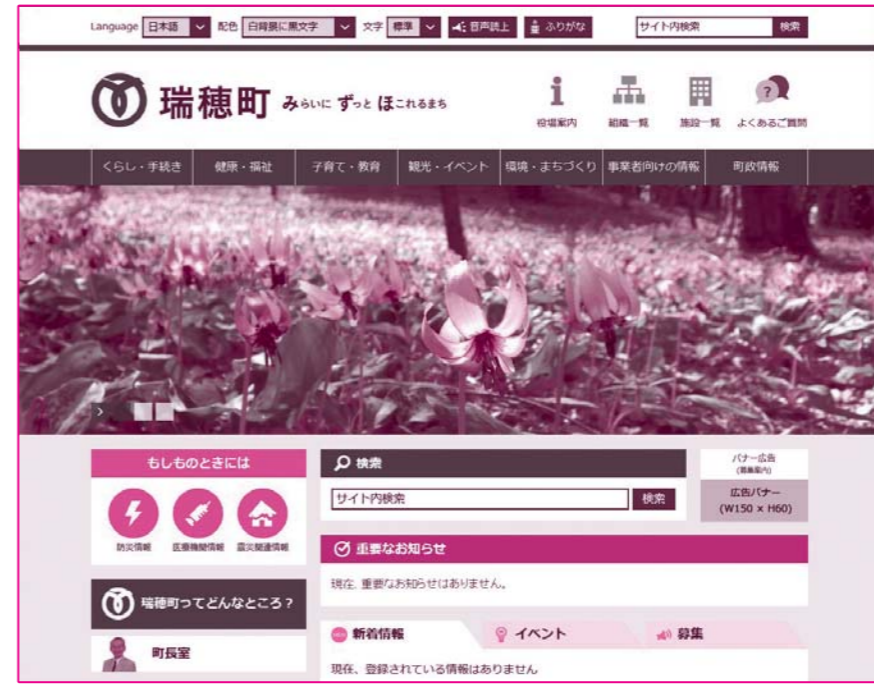 Language 日本語 配色 白背景に黒文字 文字 標準 音声読上 ふりがな サイト内検索 検索
瑞穂町 みらいに ずっと ほこれるまち
役場案内 組織一覧 施設一覧 よくあるご質問
くらし・手続き 健康・福祉 子育て・教育 観光・イベント 環境・まちづくり 事業者向けの情報 町政情報
もしものときには
防災情報 医療機関情報 震災関連情報
瑞穂町ってどんなところ？
町長室
検索
サイト内検索 検索
重要なお知らせ
現在、重要なお知らせはありません。
新着情報 イベント 募集
現在、登録されている情報はありません
バナー広告
(募集案内)
広告バナー
(W150 × H60)